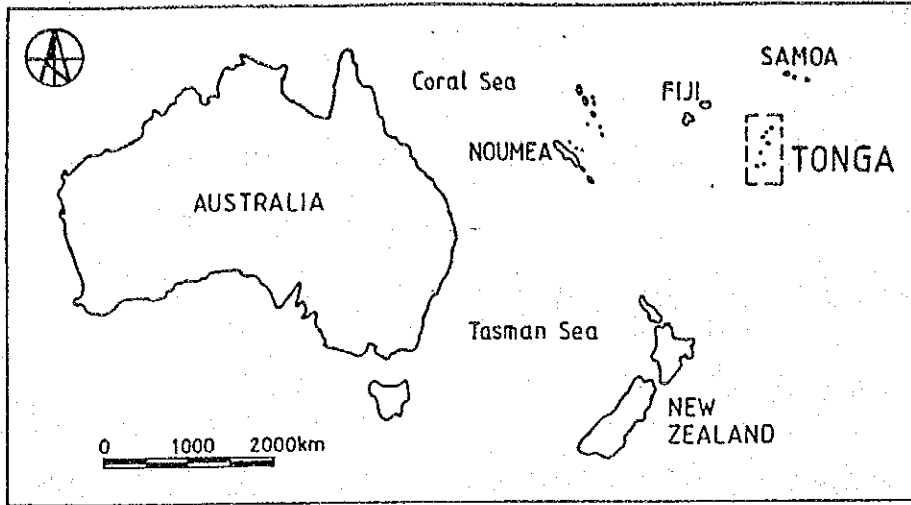 SAMOA
Coral Sea
FIJI
NOUMEA
TONGA
AUSTRALIA
Tasman Sea
NEW
ZEALAND
0 1000 2000km